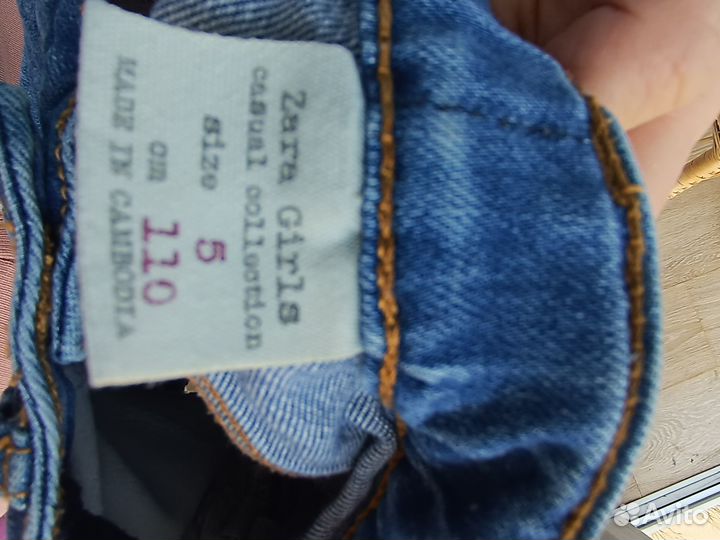 Zara Girls
casual collection
size 5
cm 110
MADE IN CAMBODIA
Avito